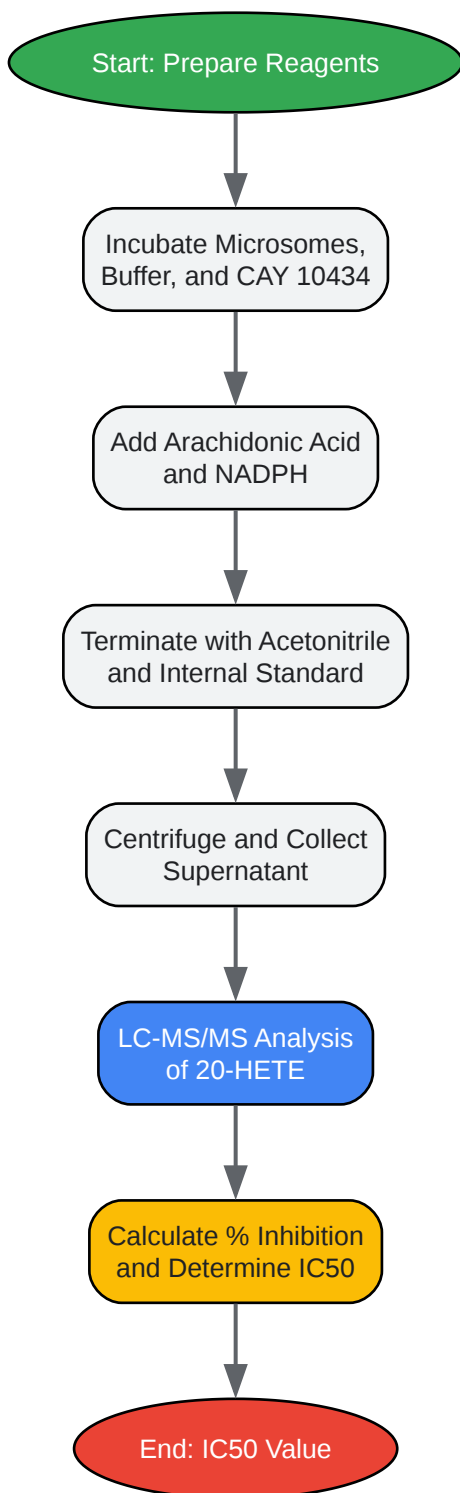 Start: Prepare Reagents
Incubate Microsomes,
Buffer, and CAY 10434
Add Arachidonic Acid
and NADPH
Terminate with Acetonitrile
and Internal Standard
Centrifuge and Collect
Supernatant
LC-MS/MS Analysis
of 20-HETE
Calculate % Inhibition
and Determine IC50
End: IC50 Value